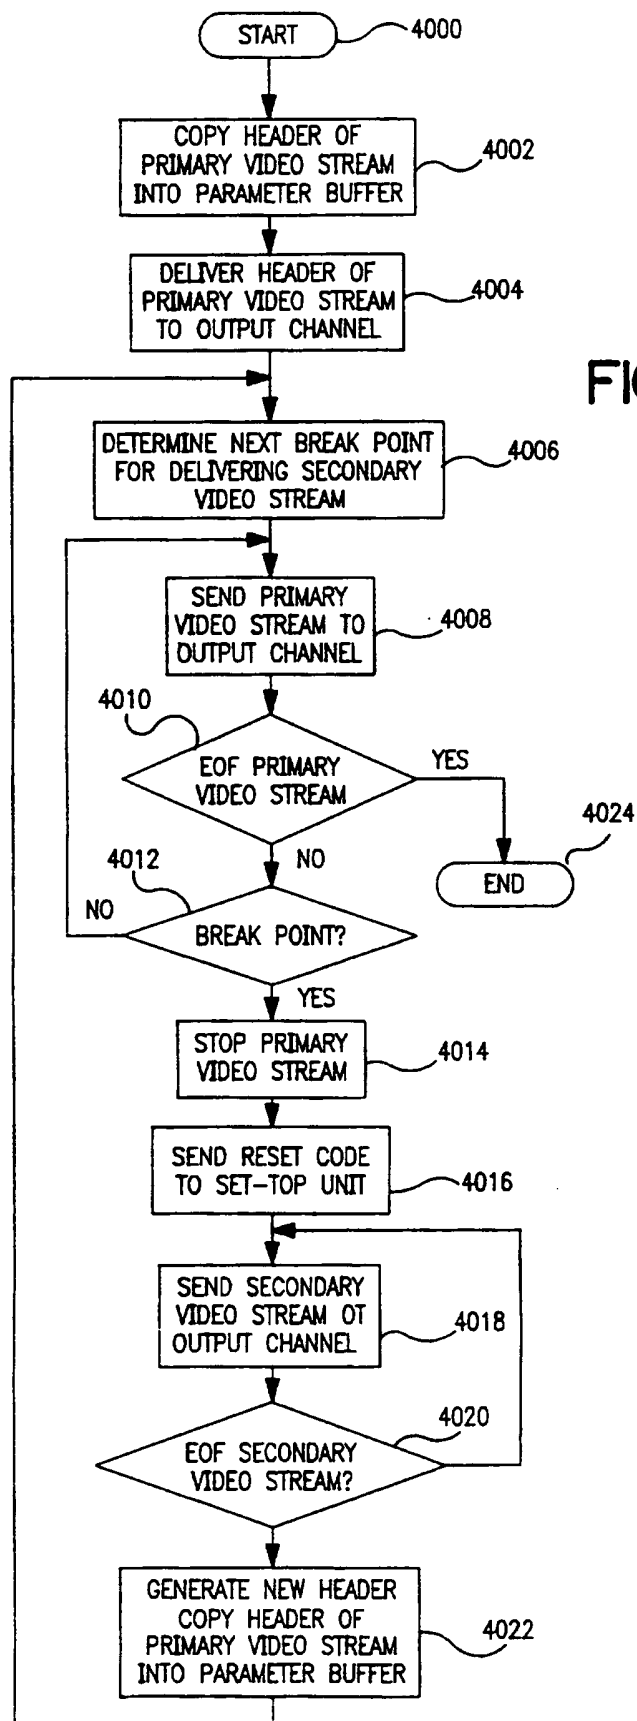 START
4000
COPY HEADER OF
PRIMARY VIDEO STREAM
INTO PARAMETER BUFFER
4002
DELIVER HEADER OF
PRIMARY VIDEO STREAM
TO OUTPUT CHANNEL
4004
FIG
DETERMINE NEXT BREAK POINT
FOR DELIVERING SECONDARY
VIDEO STREAM
4006
SEND PRIMARY
VIDEO STREAM TO
OUTPUT CHANNEL
4008
4010
EOF PRIMARY
VIDEO STREAM
YES
4024
END
NO
4012
NO
BREAK POINT?
YES
STOP PRIMARY
VIDEO STREAM
4014
SEND RESET CODE
TO SET-TOP UNIT
4016
SEND SECONDARY
VIDEO STREAM OT
OUTPUT CHANNEL
4018
4020
EOF SECONDARY
VIDEO STREAM?
GENERATE NEW HEADER
COPY HEADER OF
PRIMARY VIDEO STREAM
INTO PARAMETER BUFFER
4022